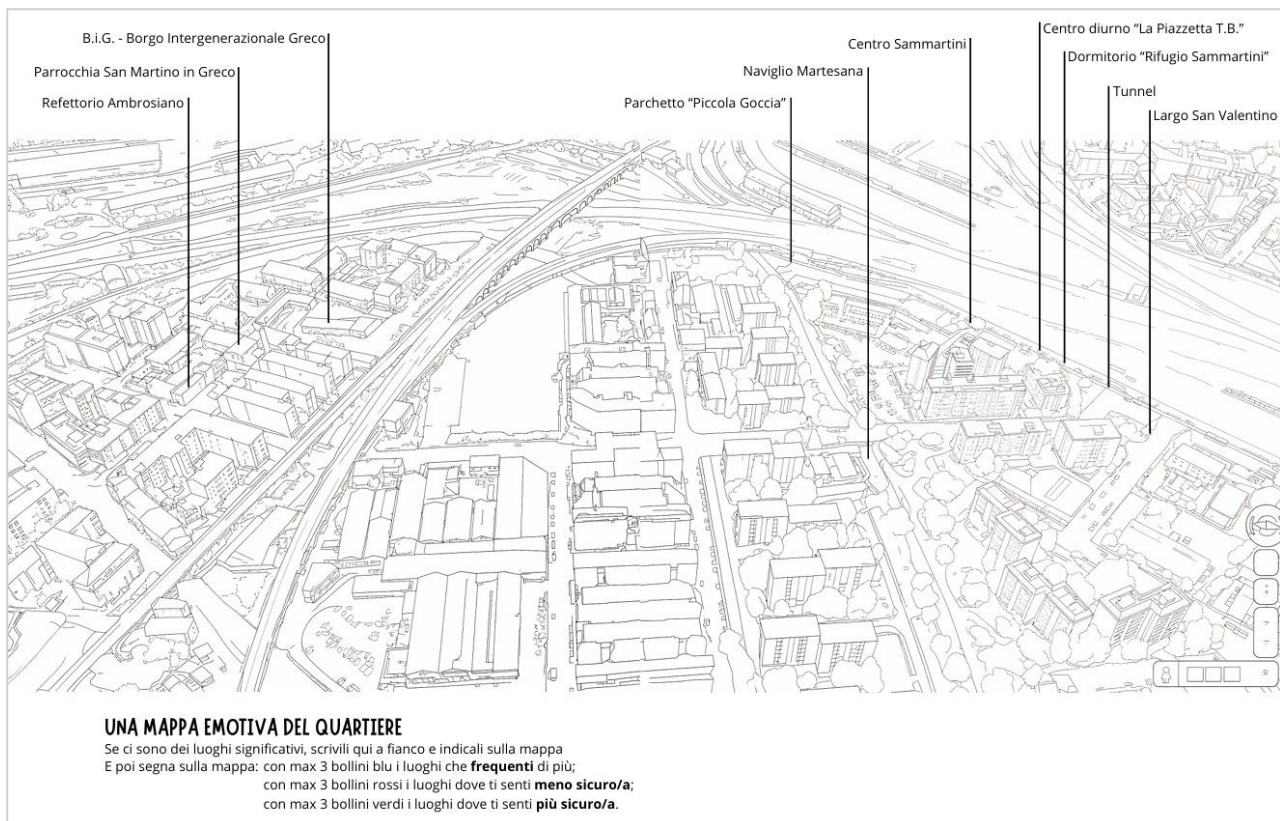 B.i.G. - Borgo Intergenerazionale Greco
Parrocchia San Martino in Greco
Refettorio Ambrosiano
Centro Sammartini
Naviglio Martesana
Parchetto “Piccola Goccia”
Centro diurno “La Piazzetta T.B.”
Dormitorio “Rifugio Sammartini”
Tunnel
Largo San Valentino
UNA MAPPA EMOTIVA DEL QUARTIERE
Se ci sono dei luoghi significativi, scrivili qui a fianco e indicali sulla mappa
E poi segna sulla mappa: con max 3 bollini blu i luoghi che frequenti di più;
con max 3 bollini rossi i luoghi dove ti senti meno sicuro/a;
con max 3 bollini verdi i luoghi dove ti senti più sicuro/a.